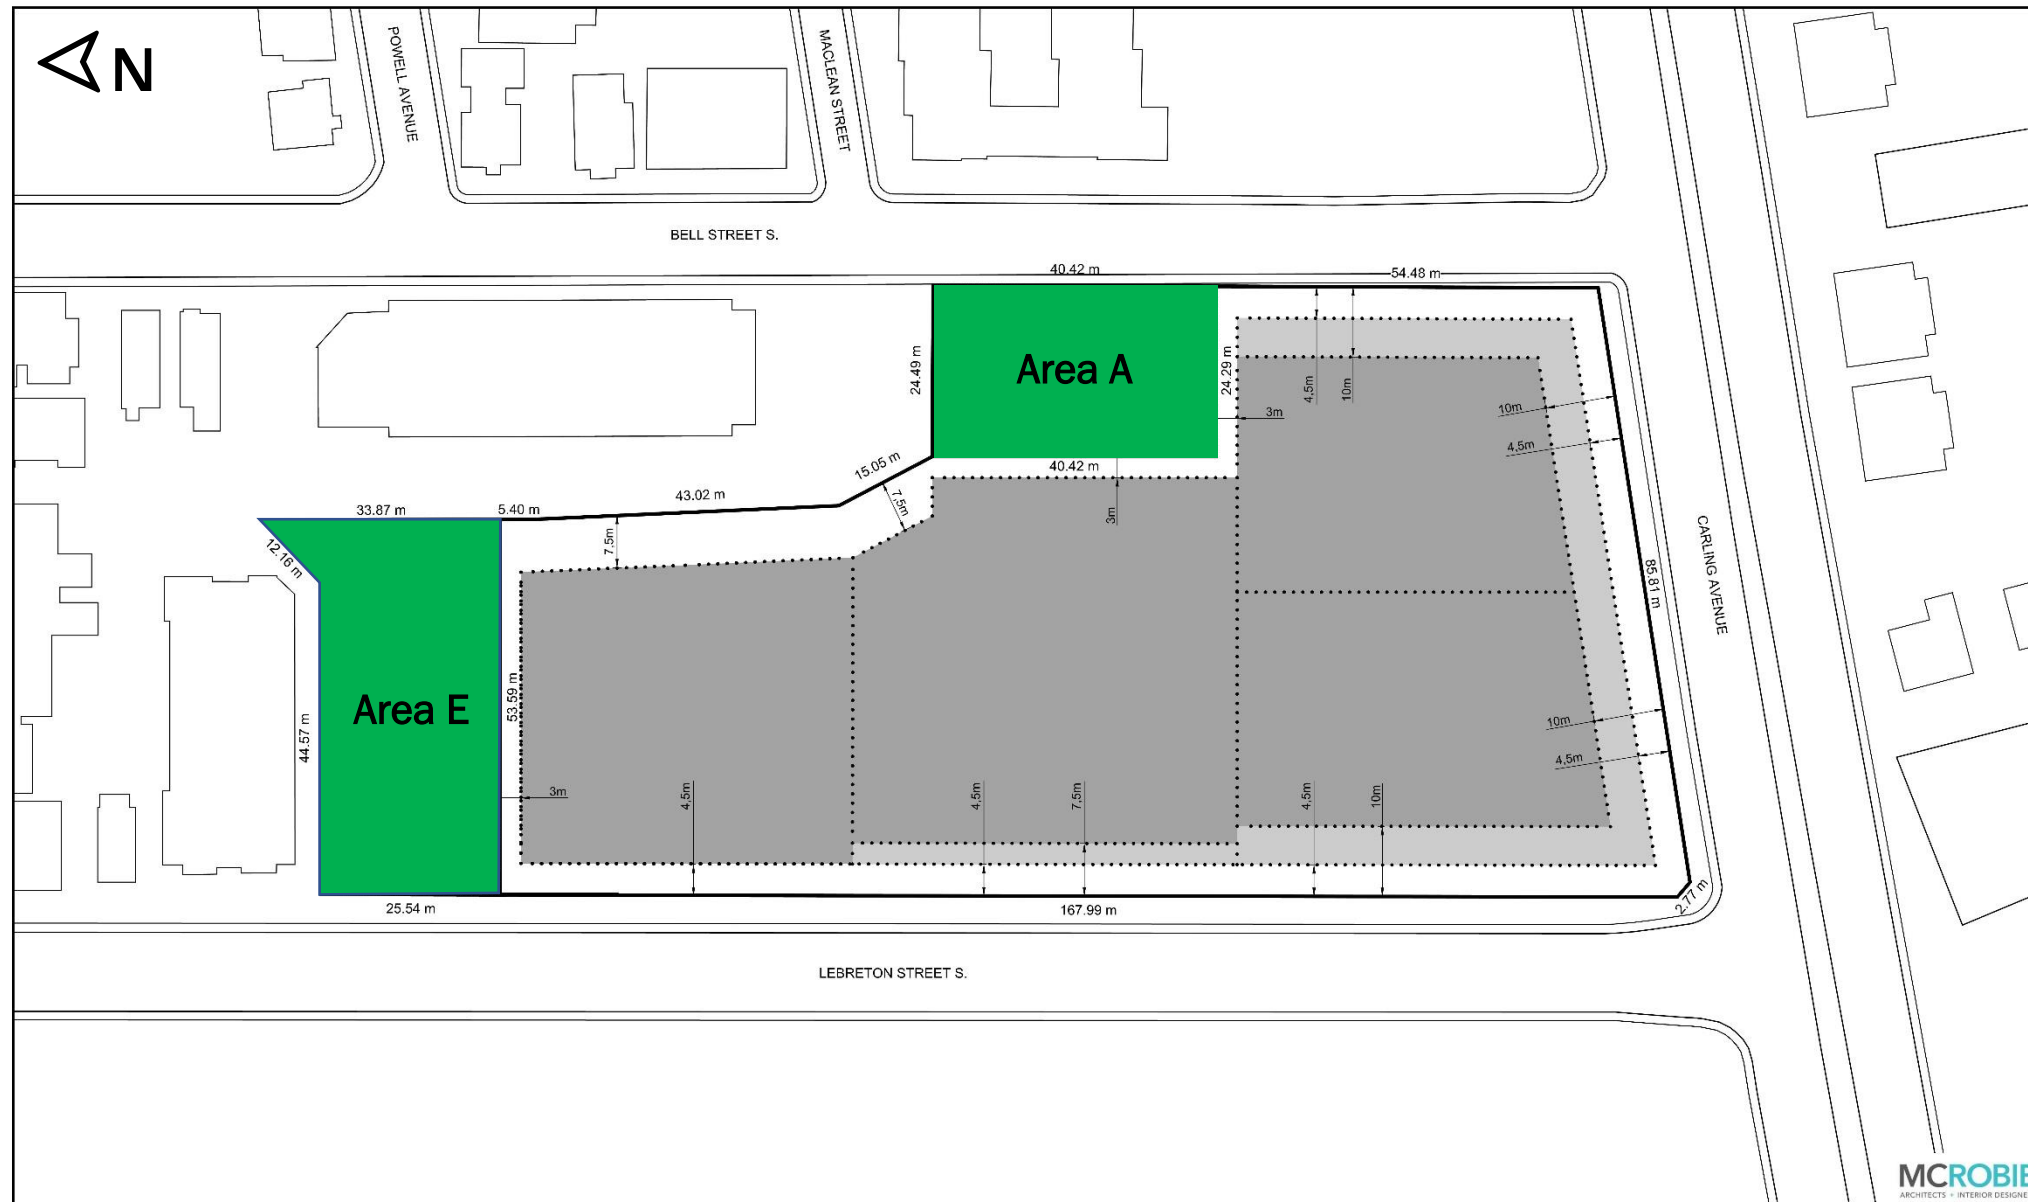 N
POWELL AVENUE
MACLEAN STREET
BELL STREET S.
40.42 m
54.48 m
24.49 m
Area A
24.29 m
4,5m
10m
3m
10m
4,5m
15.05 m
40.42 m
7,5m
3m
33.87 m
5.40 m
43.02 m
12.16 m
7,5m
CARLING AVENUE
85.81 m
53.59 m
Area E
44.57 m
10m
4,5m
3m
4,5m
4,5m
7,5m
4,5m
10m
25.54 m
167.99 m
2.77 m
LEBRETON STREET S.
MCROBIE
ARCHITECTS + INTERIOR DESIGNE